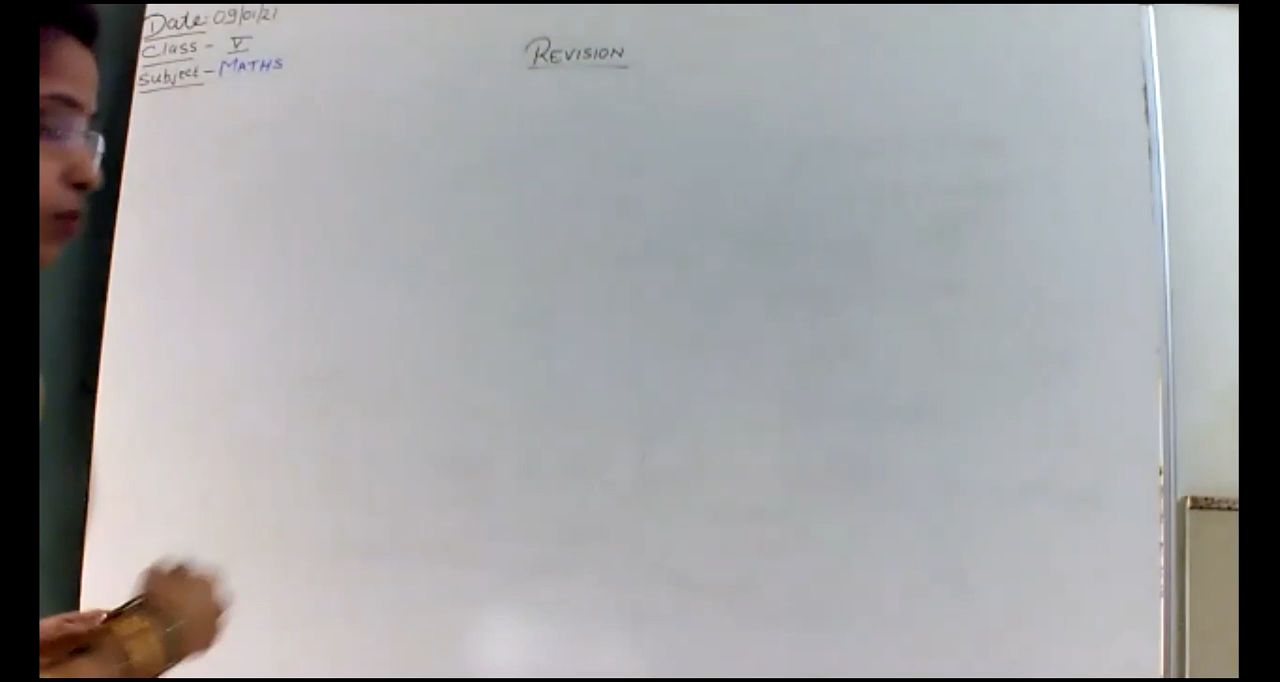 Date: 09/01/21
Class - V
Subject - MATHS
REVISION